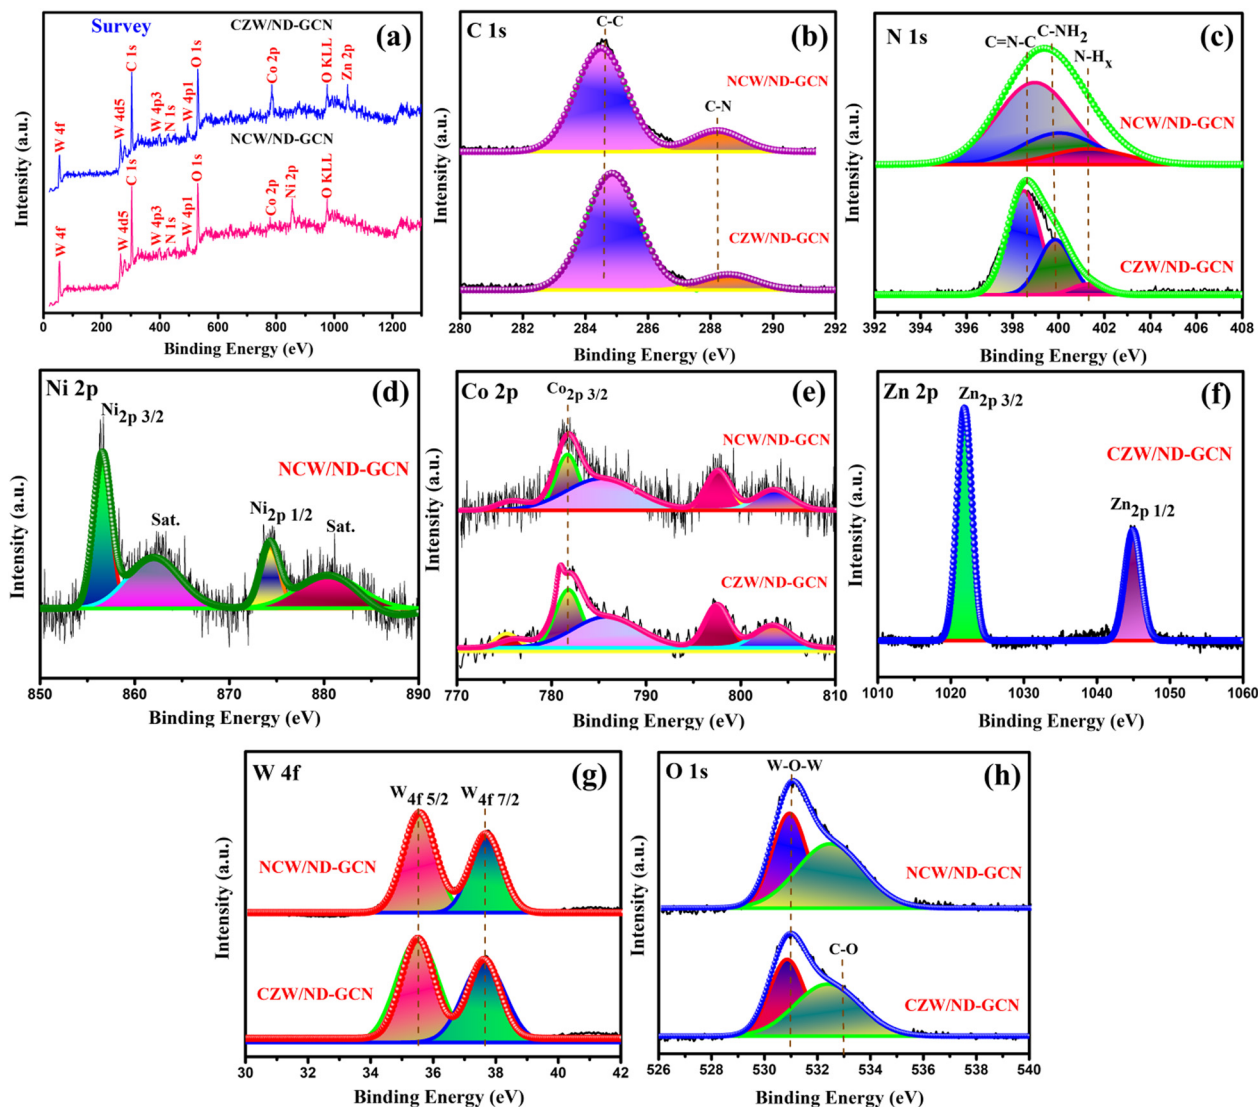 Survey
CZW/ND-GCN
(a)
C 1s
O 1s
Co 2p
O KLL
Zn 2p
W 4f
W 4d5
W 4p3
N 1s
W 4p1
NCW/ND-GCN
C 1s
O 1s
Co 2p
Ni 2p
O KLL
W 4f
W 4d5
W 4p3
N 1s
W 4p1
Intensity (a.u.)
0 200 400 600 800 1000 1200
Binding Energy (eV)
C 1s
C-C
(b)
NCW/ND-GCN
C-N
CZW/ND-GCN
Intensity (a.u.)
280 282 284 286 288 290 292
Binding Energy (eV)
N 1s
C=N-C
C-NH2
N-Hx
(c)
NCW/ND-GCN
CZW/ND-GCN
Intensity (a.u.)
392 394 396 398 400 402 404 406 408
Binding Energy (eV)
Ni 2p
Ni2p 3/2
(d)
NCW/ND-GCN
Sat.
Ni2p 1/2
Sat.
Intensity (a.u.)
850 860 870 880 890
Binding Energy (eV)
Co 2p
Co2p 3/2
(e)
NCW/ND-GCN
CZW/ND-GCN
Intensity (a.u.)
770 780 790 800 810
Binding Energy (eV)
Zn 2p
Zn2p 3/2
(f)
CZW/ND-GCN
Zn2p 1/2
Intensity (a.u.)
1010 1020 1030 1040 1050 1060
Binding Energy (eV)
W 4f
W4f 5/2
W4f 7/2
(g)
NCW/ND-GCN
CZW/ND-GCN
Intensity (a.u.)
30 32 34 36 38 40 42
Binding Energy (eV)
O 1s
W-O-W
(h)
NCW/ND-GCN
C-O
CZW/ND-GCN
Intensity (a.u.)
526 528 530 532 534 536 538 540
Binding Energy (eV)